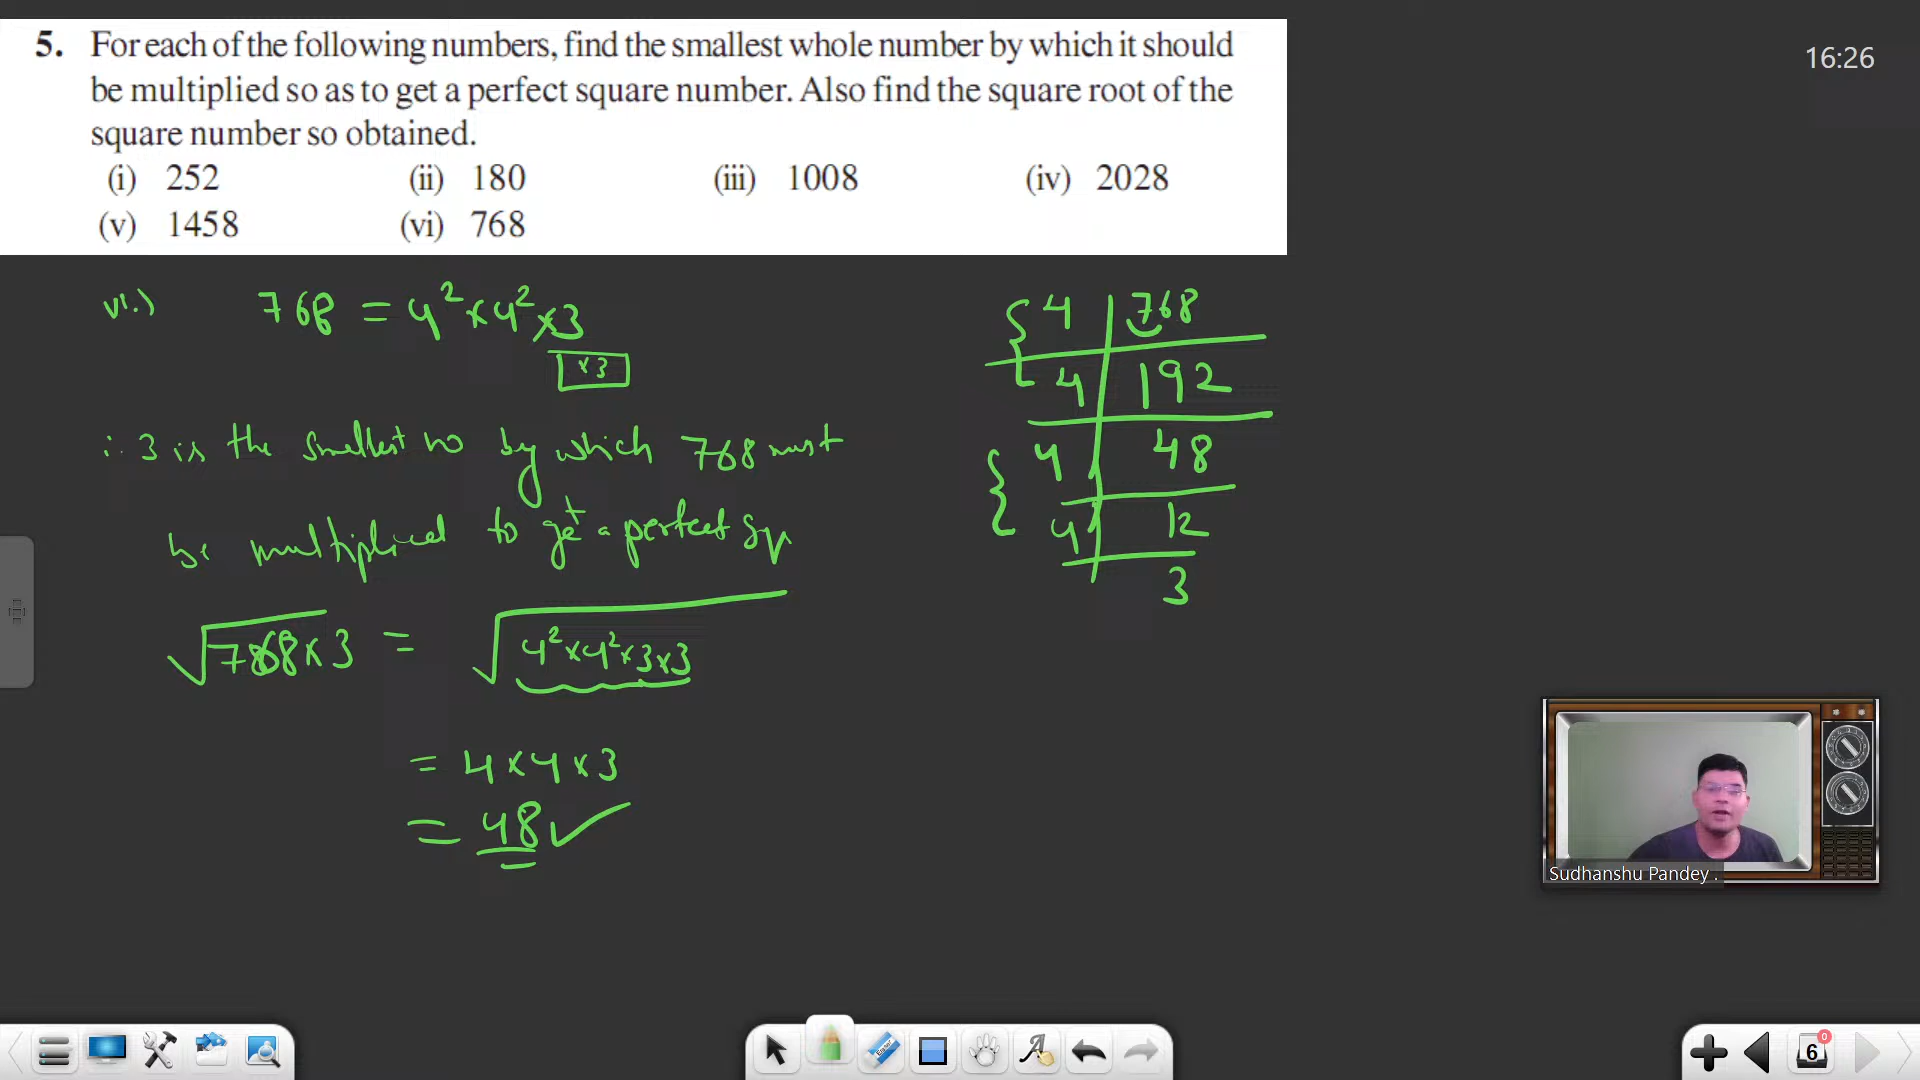 5. For each of the following numbers, find the smallest whole number by which it should
be multiplied so as to get a perfect square number. Also find the square root of the
square number so obtained.
(i) 252 (ii) 180 (iii) 1008 (iv) 2028
(v) 1458 (vi) 768
16:26
vi.) 768 = 4² × 4² × 3
× 3
∴ 3 is the smallest no by which 768 must
be multiplied to get a perfect sq
√768 × 3 = √4² × 4² × 3 × 3
= 4 × 4 × 3
= 48 ✓
4 | 768
4 | 192
4 | 48
4 | 12
3
Sudhanshu Pandey .
Eraser
A
6
0